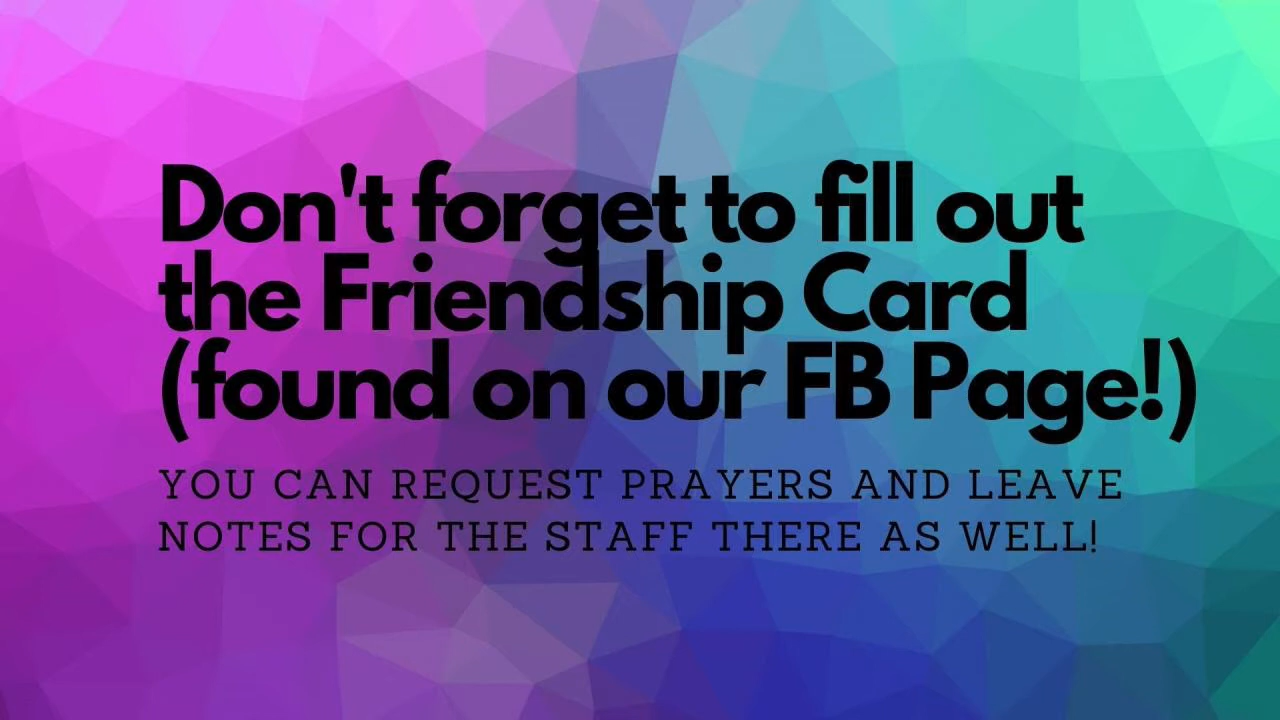 Don't forget to fill out
the Friendship Card
(found on our FB Page!)
YOU CAN REQUEST PRAYERS AND LEAVE
NOTES FOR THE STAFF THERE AS WELL!